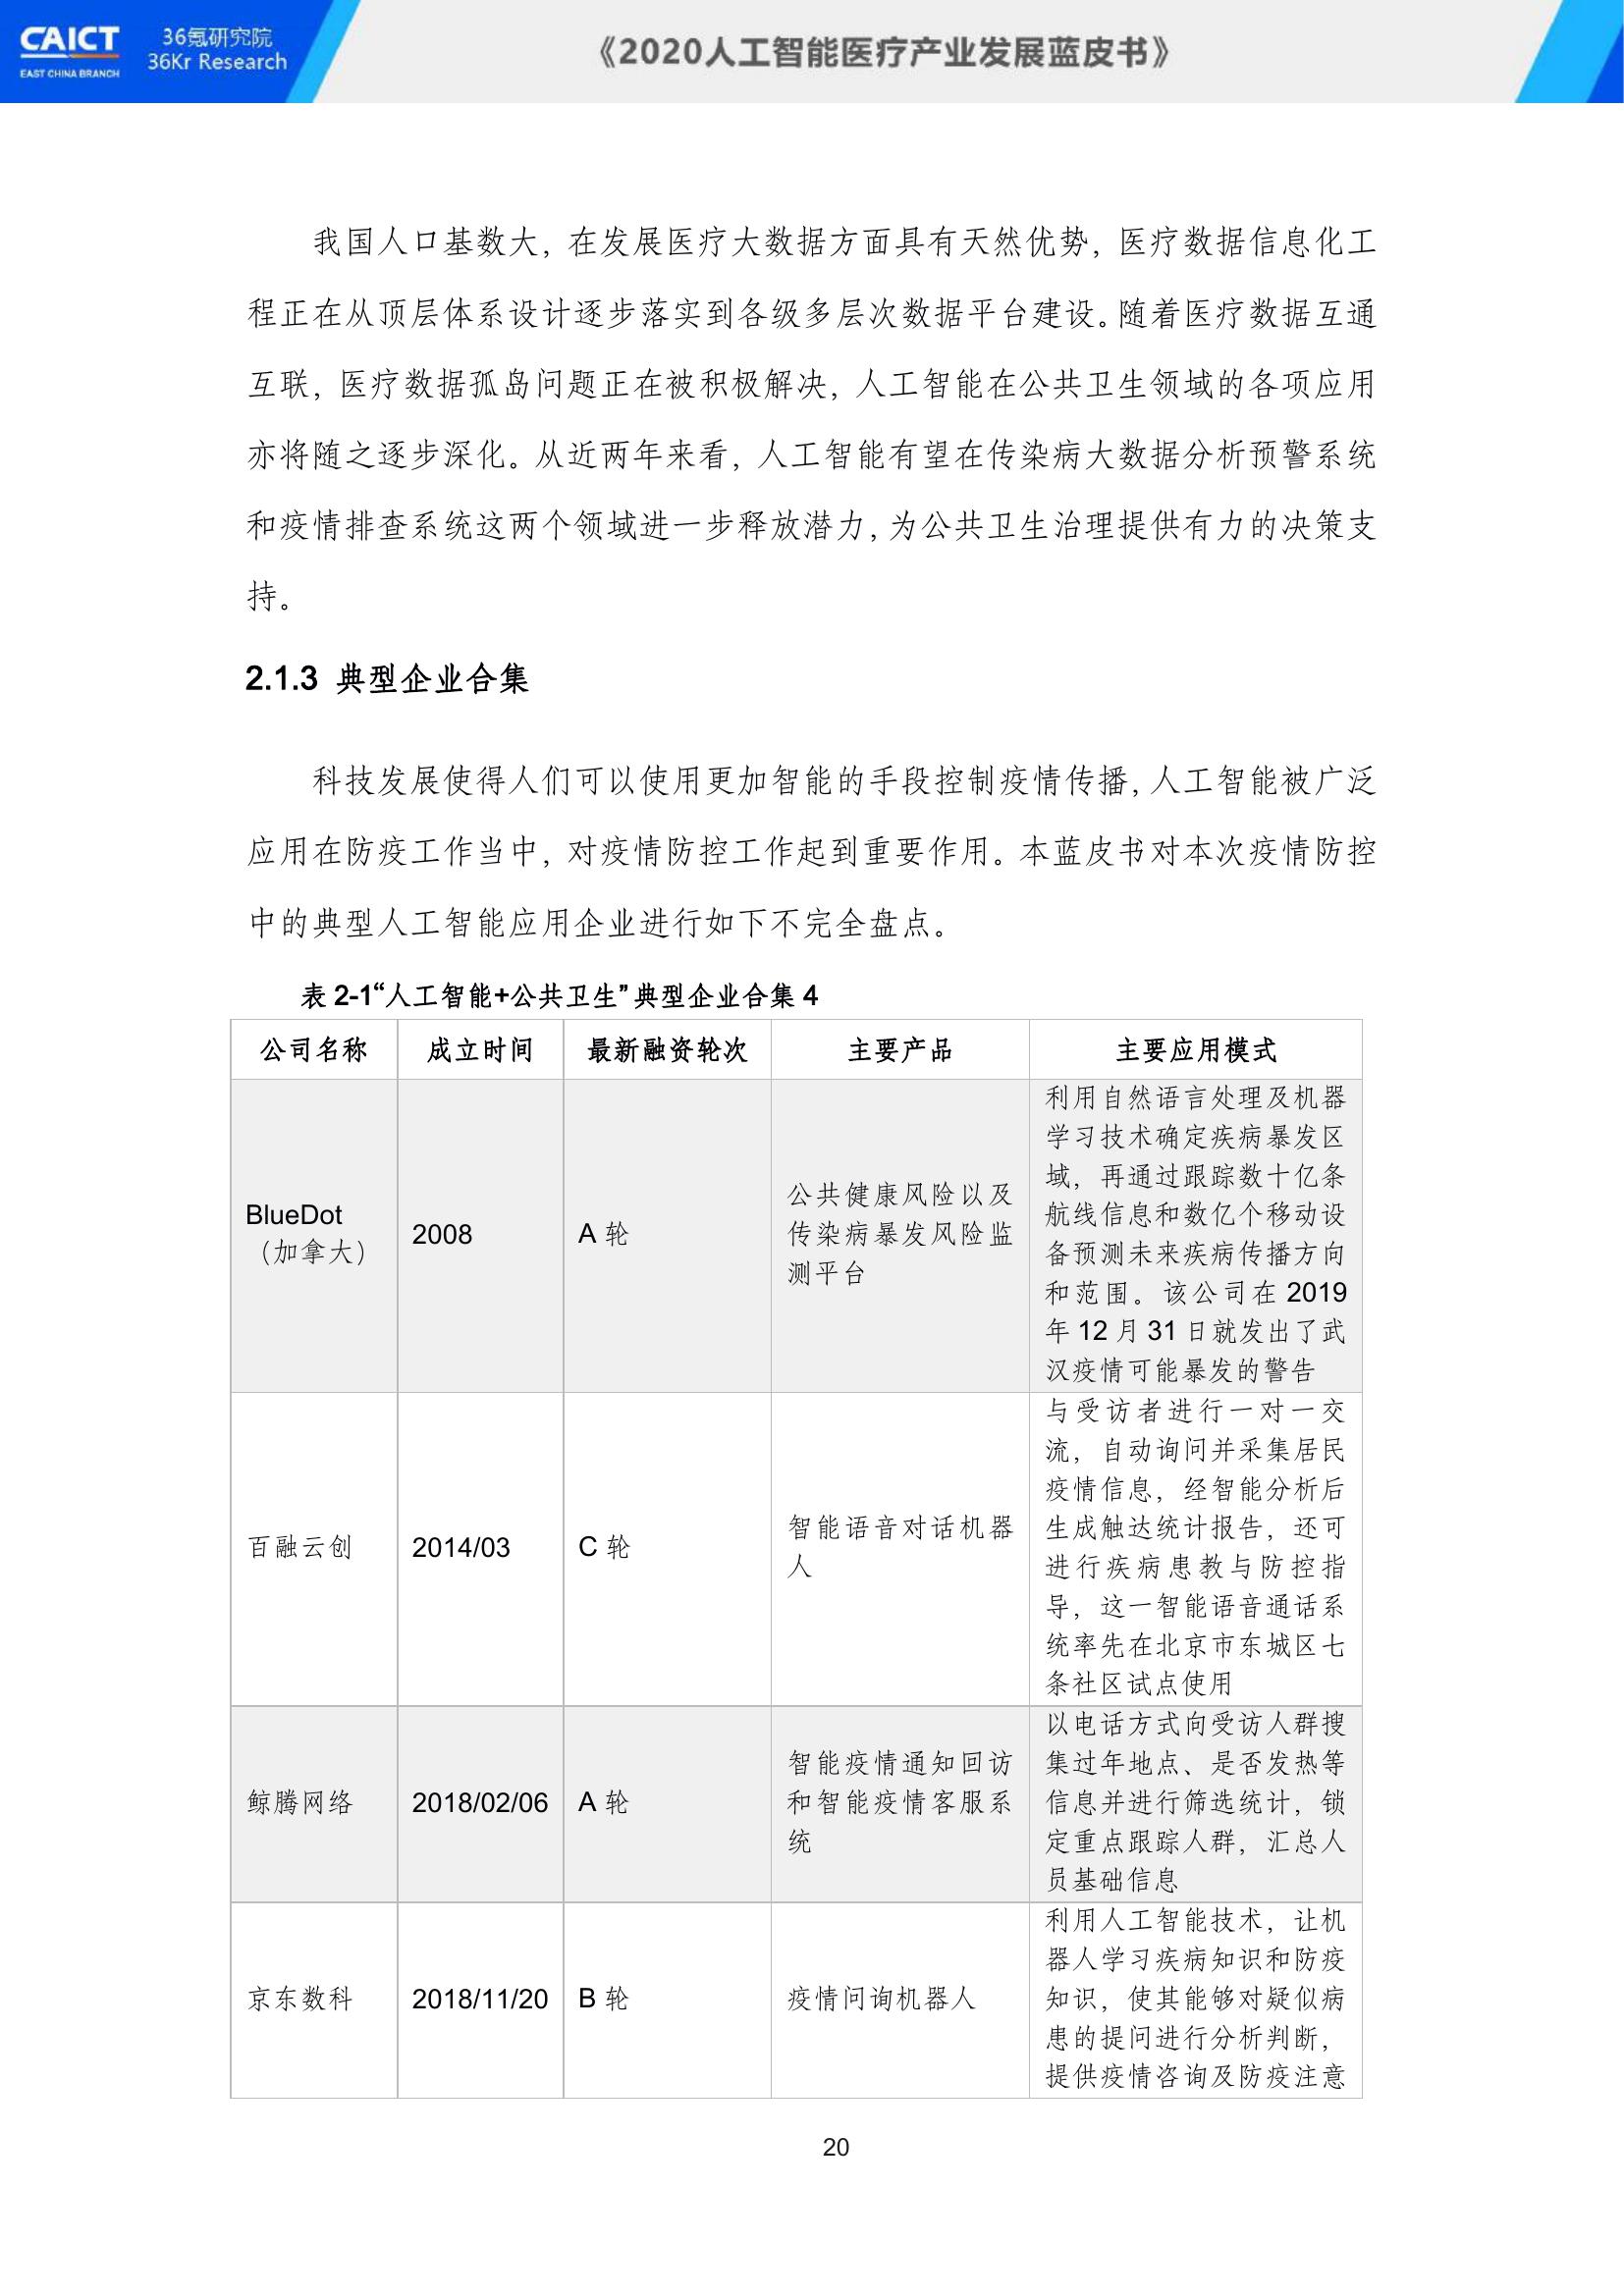 CAICT
EAST CHINA BRANCH
36氪研究院
36Kr Research
《2020人工智能医疗产业发展蓝皮书》
我国人口基数大，在发展医疗大数据方面具有天然优势，医疗数据信息化工
程正在从顶层体系设计逐步落实到各级多层次数据平台建设。随着医疗数据互通
互联，医疗数据孤岛问题正在被积极解决，人工智能在公共卫生领域的各项应用
亦将随之逐步深化。从近两年来看，人工智能有望在传染病大数据分析预警系统
和疫情排查系统这两个领域进一步释放潜力，为公共卫生治理提供有力的决策支
持。
2.1.3 典型企业合集
科技发展使得人们可以使用更加智能的手段控制疫情传播，人工智能被广泛
应用在防疫工作当中，对疫情防控工作起到重要作用。本蓝皮书对本次疫情防控
中的典型人工智能应用企业进行如下不完全盘点。
表 2-1“人工智能+公共卫生”典型企业合集 4
公司名称 成立时间 最新融资轮次 主要产品 主要应用模式
BlueDot
（加拿大）
2008
A 轮
公共健康风险以及
传染病暴发风险监
测平台
利用自然语言处理及机器
学习技术确定疾病暴发区
域，再通过跟踪数十亿条
航线信息和数亿个移动设
备预测未来疾病传播方向
和范围。该公司在 2019
年 12 月 31 日就发出了武
汉疫情可能暴发的警告
百融云创
2014/03
C 轮
智能语音对话机器
人
与受访者进行一对一交
流，自动询问并采集居民
疫情信息，经智能分析后
生成触达统计报告，还可
进行疾病患教与防控指
导，这一智能语音通话系
统率先在北京市东城区七
条社区试点使用
鲸腾网络
2018/02/06
A 轮
智能疫情通知回访
和智能疫情客服系
统
以电话方式向受访人群搜
集过年地点、是否发热等
信息并进行筛选统计，锁
定重点跟踪人群，汇总人
员基础信息
京东数科
2018/11/20
B 轮
疫情问询机器人
利用人工智能技术，让机
器人学习疾病知识和防疫
知识，使其能够对疑似病
患的提问进行分析判断，
提供疫情咨询及防疫注意
20